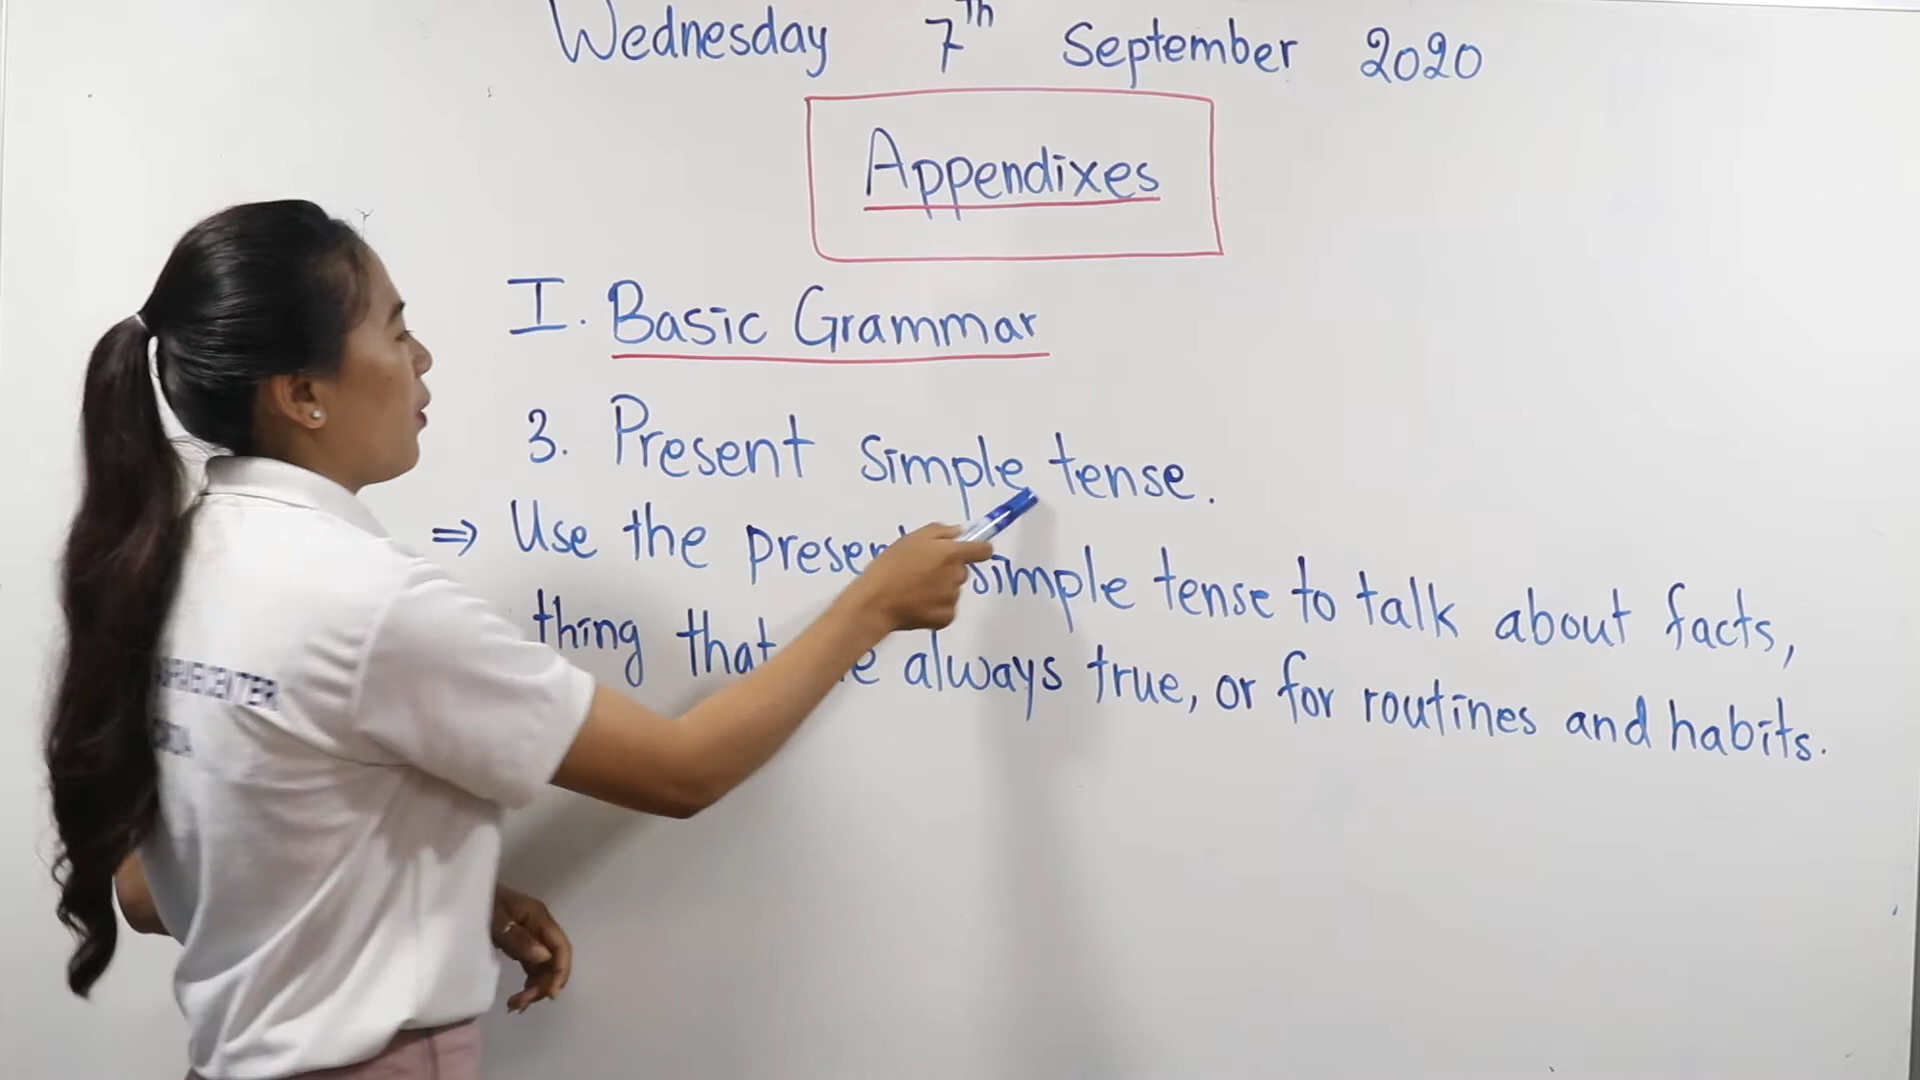 Wednesday 7th September 2020
Appendixes
I. Basic Grammar
3. Present simple tense.
⇒ Use the present simple tense to talk about facts,
thing that always true, or for routines and habits.